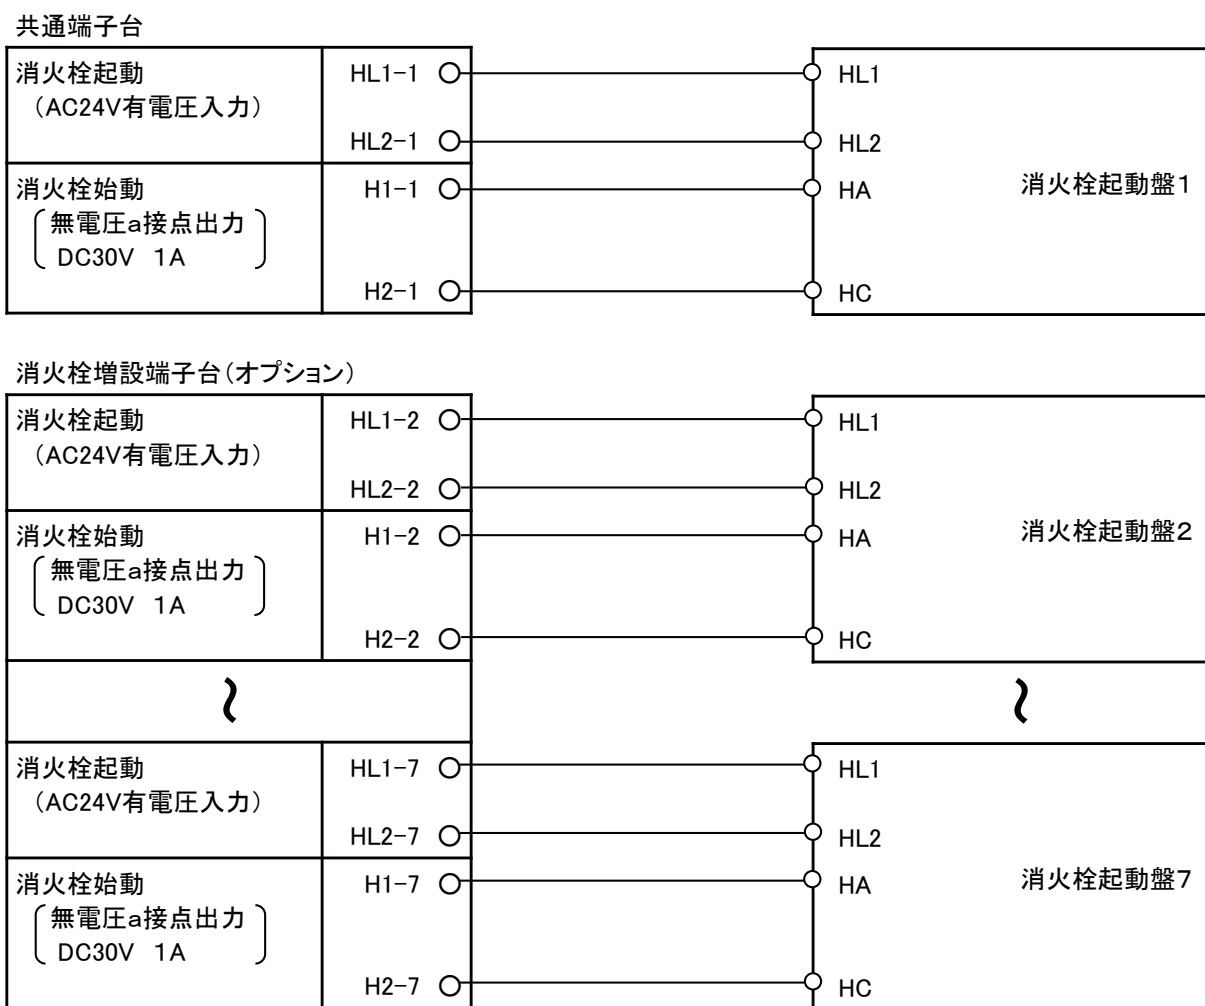 共通端子台
消火栓起動
（AC24V有電圧入力）
HL1-1
HL1
HL2-1
HL2
消火栓始動
無電圧a接点出力
DC30V 1A
H1-1
HA
消火栓起動盤1
H2-1
HC
消火栓増設端子台（オプション）
消火栓起動
（AC24V有電圧入力）
HL1-2
HL1
HL2-2
HL2
消火栓始動
無電圧a接点出力
DC30V 1A
H1-2
HA
消火栓起動盤2
H2-2
HC
～
～
消火栓起動
（AC24V有電圧入力）
HL1-7
HL1
HL2-7
HL2
消火栓始動
無電圧a接点出力
DC30V 1A
H1-7
HA
消火栓起動盤7
H2-7
HC